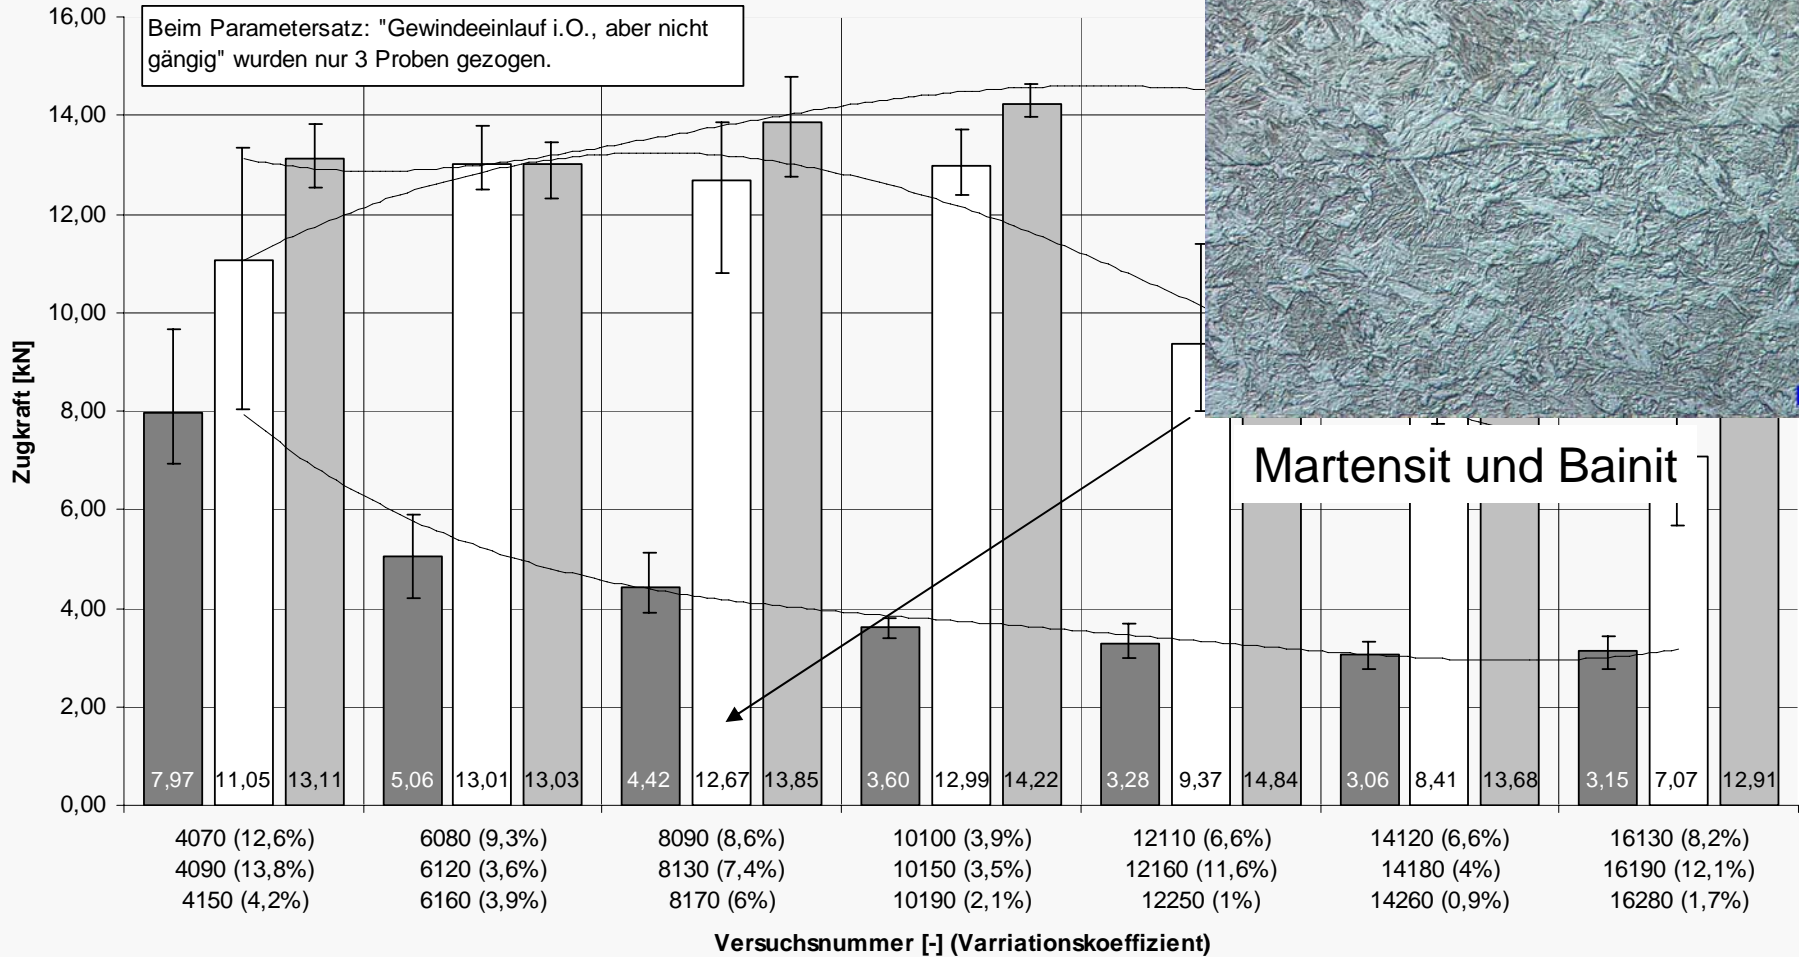 Beim Parametersatz: "Gewindeeinlauf i.O., aber nicht
gängig" wurden nur 3 Proben gezogen.
16,00
14,00
12,00
10,00
8,00
6,00
4,00
2,00
0,00
Zugkraft [kN]
Martensit und Bainit
7,97 11,05 13,11 5,06 13,01 13,03 4,42 12,67 13,85 3,60 12,99 14,22 3,28 9,37 14,84 3,06 8,41 13,68 3,15 7,07 12,91
4070 (12,6%) 6080 (9,3%) 8090 (8,6%) 10100 (3,9%) 12110 (6,6%) 14120 (6,6%) 16130 (8,2%)
4090 (13,8%) 6120 (3,6%) 8130 (7,4%) 10150 (3,5%) 12160 (11,6%) 14180 (4%) 16190 (12,1%)
4150 (4,2%) 6160 (3,9%) 8170 (6%) 10190 (2,1%) 12250 (1%) 14260 (0,9%) 16280 (1,7%)
Versuchsnummer [-] (Varriationskoeffizient)